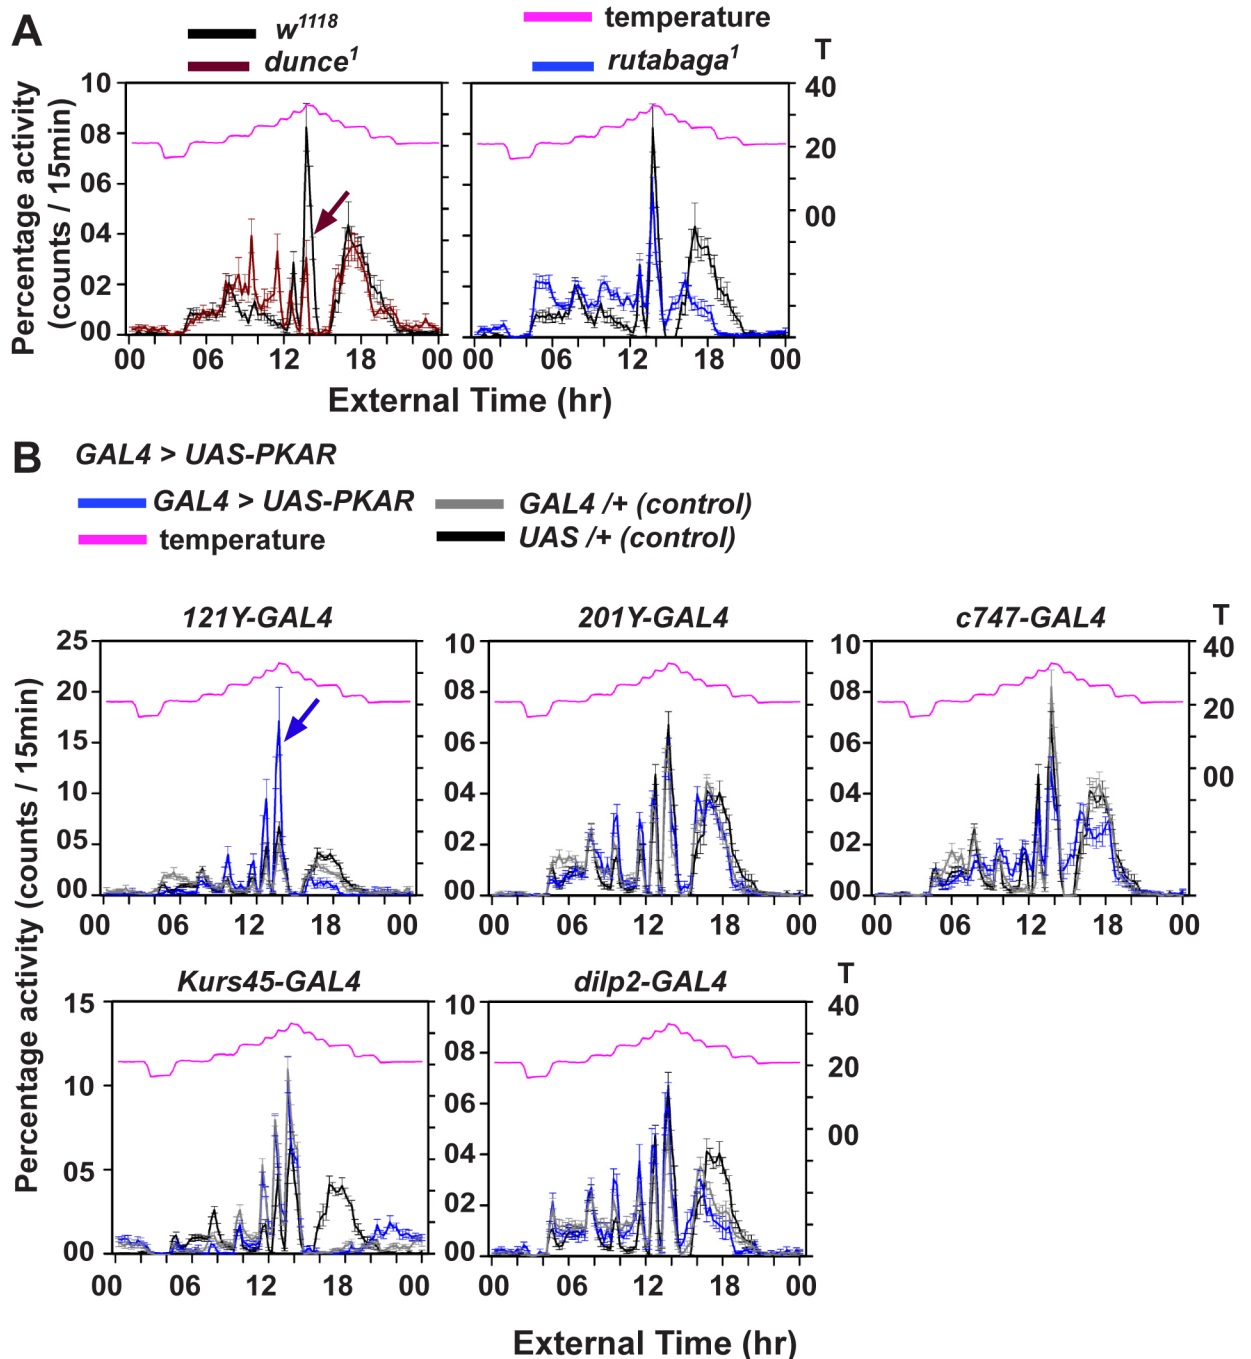 A
w1118
dunce1
temperature
rutabaga1
T
Percentage activity
(counts / 15min)
10
08
06
04
02
00
40
20
00
00 06 12 18 00
00 06 12 18 00
External Time (hr)
B GAL4 > UAS-PKAR
GAL4 > UAS-PKAR
GAL4 /+ (control)
temperature
UAS /+ (control)
121Y-GAL4
201Y-GAL4
c747-GAL4
T
25
20
15
10
05
00
10
08
06
04
02
00
10
08
06
04
02
00
40
20
00
00 06 12 18 00
00 06 12 18 00
00 06 12 18 00
Percentage activity (counts / 15min)
Kurs45-GAL4
dilp2-GAL4
T
15
10
05
00
10
08
06
04
02
00
40
20
00
00 06 12 18 00
00 06 12 18 00
External Time (hr)